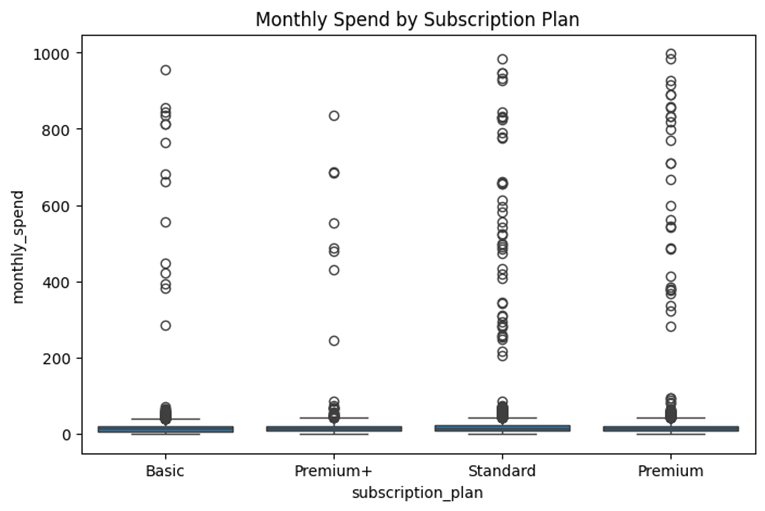 Monthly Spend by Subscription Plan
monthly_spend
1000
800
600
400
200
0
Basic Premium+ Standard Premium
subscription_plan